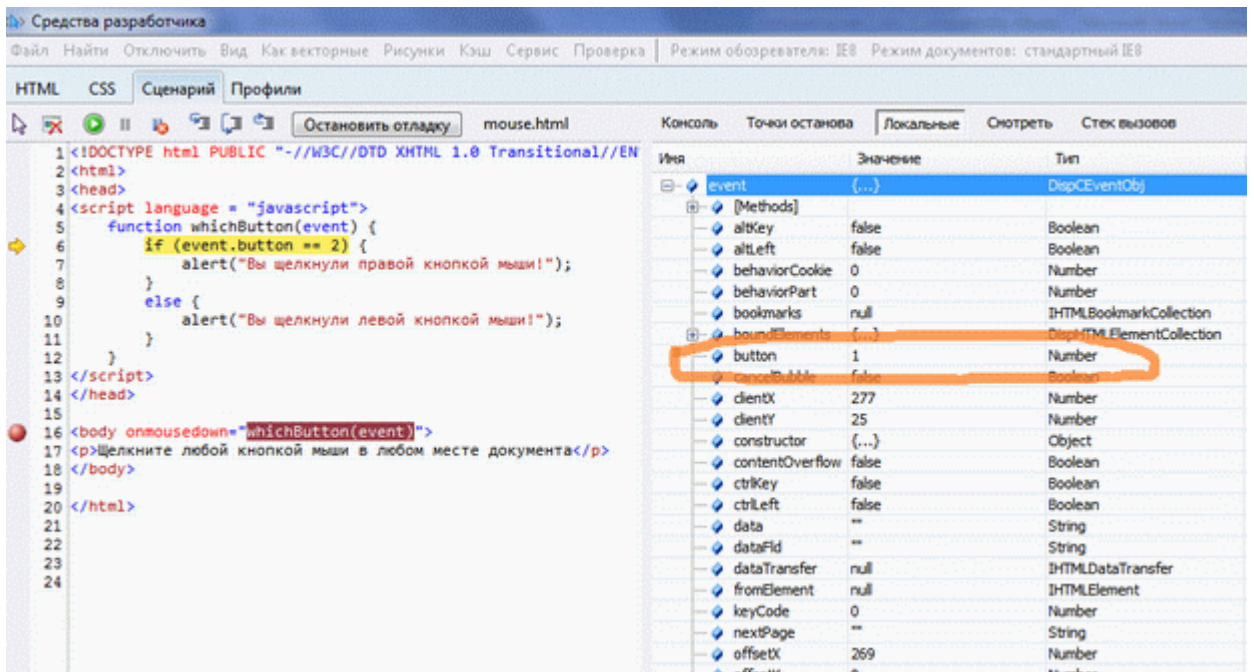 Средства разработчика
Файл Найти Отключить Вид Как векторные Рисунки Кэш Сервис Проверка Режим обозревателя: IE8 Режим документов: стандартный IE8
HTML CSS Сценарий Профили
Остановить отладку mouse.html
1 <!DOCTYPE html PUBLIC "-//W3C//DTD XHTML 1.0 Transitional//EN"
2 <html>
3 <head>
4 <script language = "javascript">
5 function whichButton(event) {
6 if (event.button == 2) {
7 alert("Вы щелкнули правой кнопкой мыши!");
8 }
9 else {
10 alert("Вы щелкнули левой кнопкой мыши!");
11 }
12 }
13 </script>
14 </head>
15
16 <body onmousedown="whichButton(event)">
17 <p>Щелкните любой кнопкой мыши в любом месте документа</p>
18 </body>
19
20 </html>
21
22
23
24
Консоль Точки останова Локальные Смотреть Стек вызовов
Имя Значение Тип
event {...} DispCEventObj
[Methods]
altKey false Boolean
altLeft false Boolean
behaviorCookie 0 Number
behaviorPart 0 Number
bookmarks null IHTMLBookmarkCollection
boundElements {...} DispHTMLElementCollection
button 1 Number
cancelBubble false Boolean
clientX 277 Number
clientY 25 Number
constructor {...} Object
contentOverflow false Boolean
ctrlKey false Boolean
ctrlLeft false Boolean
data "" String
dataFld "" String
dataTransfer null IHTMLDataTransfer
fromElement null IHTMLElement
keyCode 0 Number
nextPage "" String
offsetX 269 Number